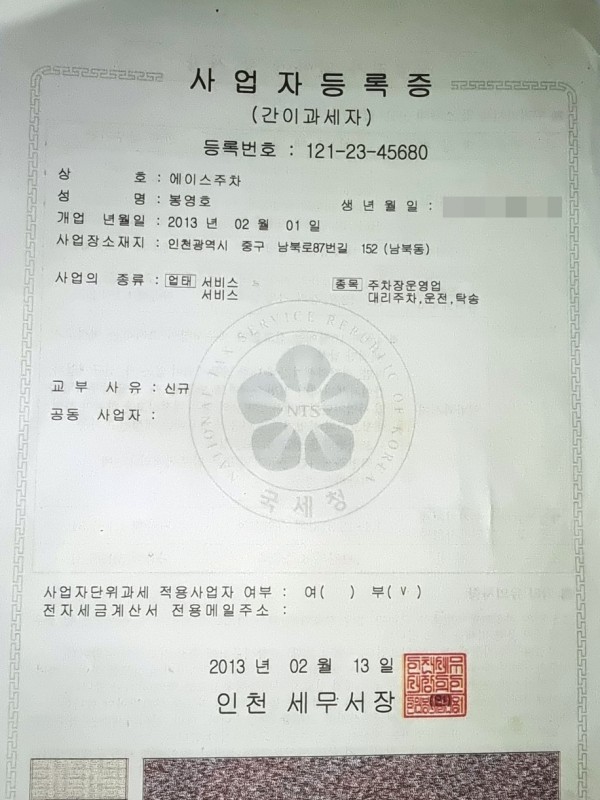 사업자등록증
(간이과세자)
등록번호 : 121-23-45680
상 호 : 에이스주차
성 명 : 봉영호 생 년 월 일 :
개업 년월일 : 2013 년 02 월 01 일
사업장소재지 : 인천광역시 중구 남북로87번길 152 (남북동)
사업의 종류 : 업태 서비스 종목 주차장운영업
서비스 대리주차,운전,탁송
NATIONAL TAX SERVICE REPUBLIC OF KOREA
교 부 사 유 : 신규
NTS
공동 사업자 :
국세청
사업자단위과세 적용사업자 여부 : 여( ) 부( V )
전자세금계산서 전용메일주소 :
2013 년 02 월 13 일
인천 세무서장
(인)